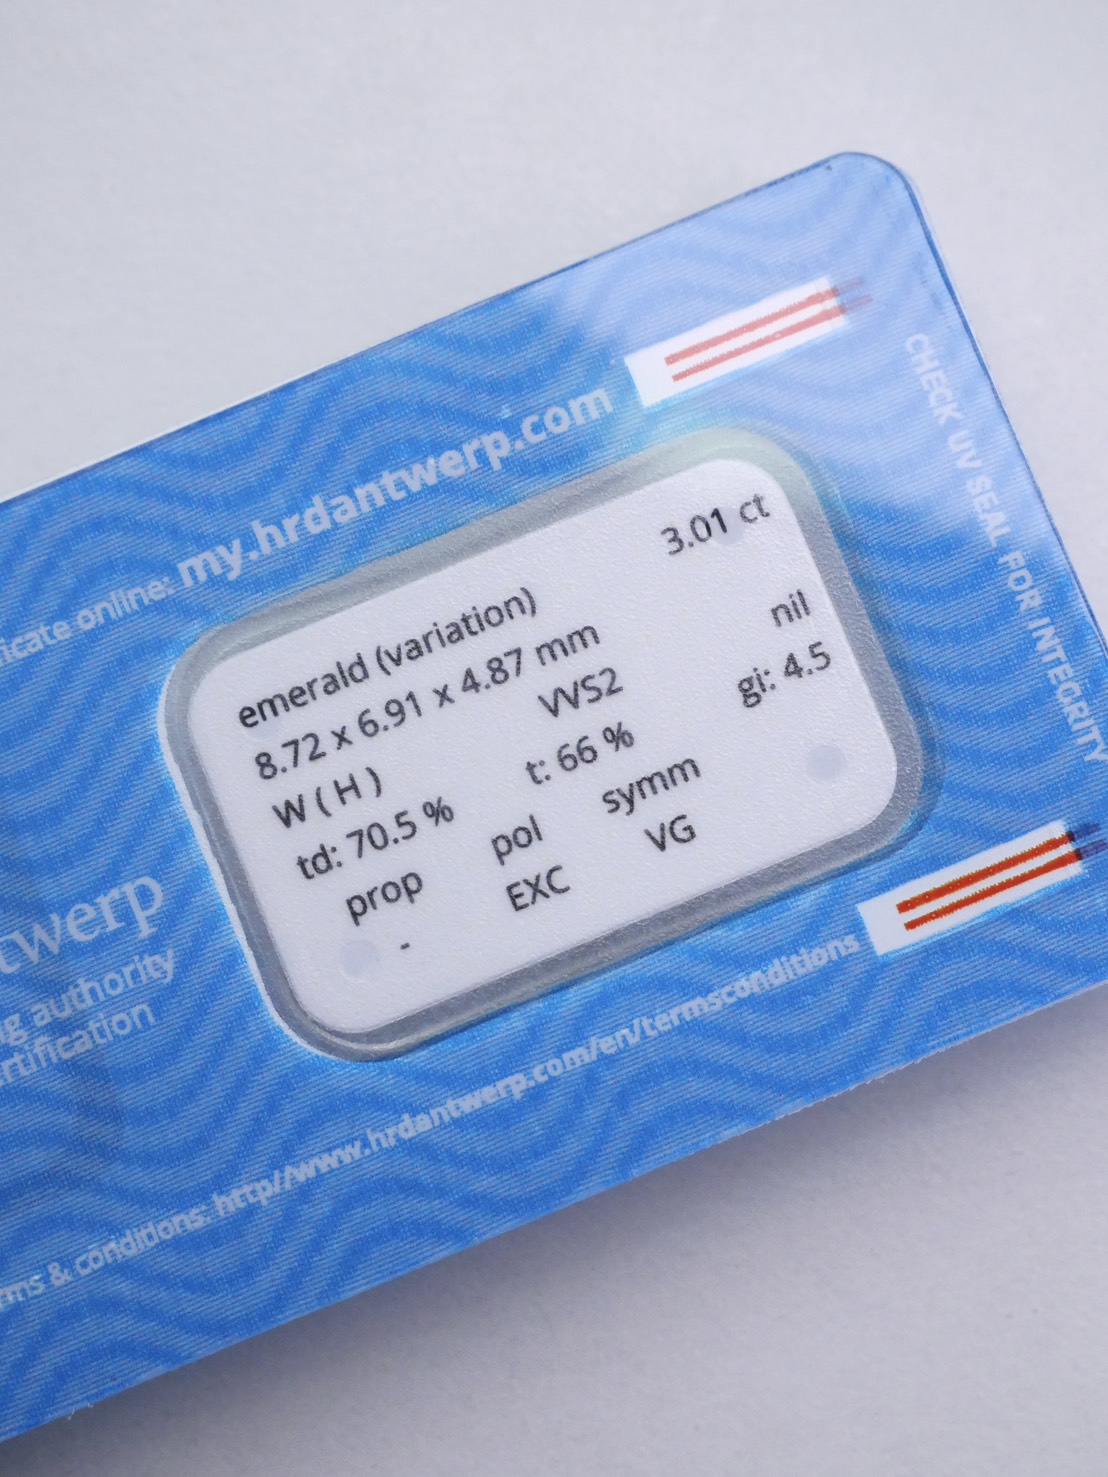 icate online: my.hrdantwerp.com
CHECK UV SEAL FOR INTEGRITY
3.01 ct
emerald (variation)
8.72 x 6.91 x 4.87 mm nil
W ( H ) VVS2 gi: 4.5
td: 70.5 % t: 66 %
prop pol symm
- EXC VG
twerp
ng authority
rtification
rms & conditions: http//www.hrdantwerp.com/en/termsconditions